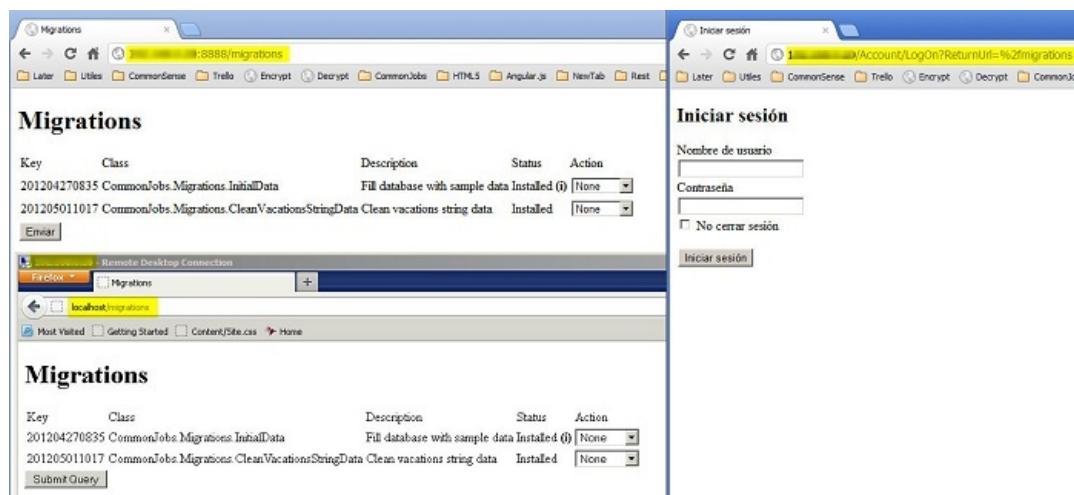 Migrations
:8888/migrations
Later Utiles CommonSense Trello Encrypt Decrypt CommonJobs HTML5 Angular.js NewTab Rest
Migrations
Key Class Description Status Action
201204270835 CommonJobs.Migrations.InitialData Fill database with sample data Installed (i) None
201205011017 CommonJobs.Migrations.CleanVacationsStringData Clean vacations string data Installed None
Enviar
- Remote Desktop Connection
Firefox
Migrations
localhost/migrations
Most Visited Getting Started Content/Site.css Home
Migrations
Key Class Description Status Action
201204270835 CommonJobs.Migrations.InitialData Fill database with sample data Installed (i) None
201205011017 CommonJobs.Migrations.CleanVacationsStringData Clean vacations string data Installed None
Submit Query
Iniciar sesión
/Account/LogOn?ReturnUrl=%2fmigrations
Later Utiles CommonSense Trello Encrypt Decrypt
Iniciar sesión
Nombre de usuario
Contraseña
No cerrar sesión
Iniciar sesión